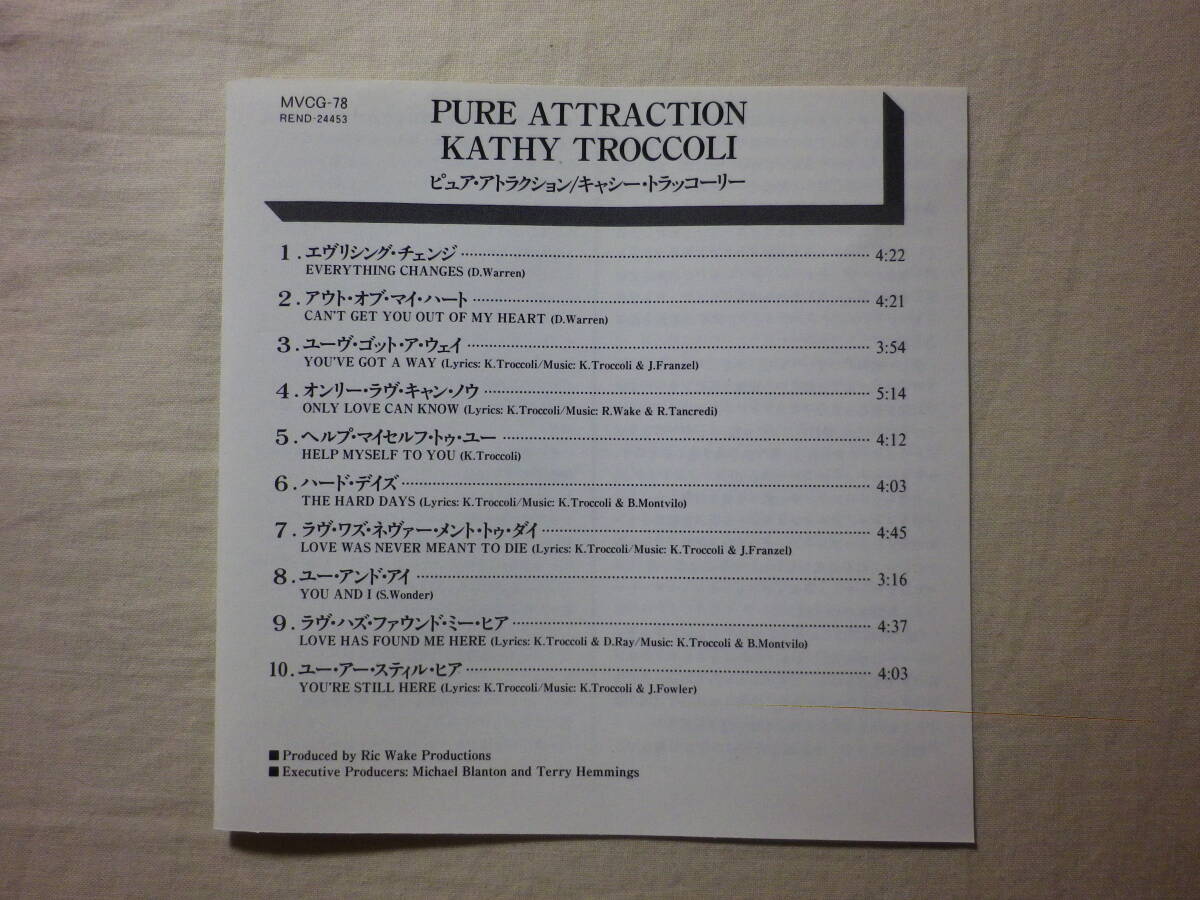 MVCG-78
REND-24453
PURE ATTRACTION
KATHY TROCCOLI
ピュア・アトラクション/キャシー・トラッコーリー
1.エヴリシング・チェンジ 4:22
EVERYTHING CHANGES (D.Warren)
2.アウト・オブ・マイ・ハート 4:21
CAN'T GET YOU OUT OF MY HEART (D.Warren)
3.ユーヴ・ゴット・ア・ウェイ 3:54
YOU'VE GOT A WAY (Lyrics: K.Troccoli/Music: K.Troccoli & J.Franzel)
4.オンリー・ラヴ・キャン・ノウ 5:14
ONLY LOVE CAN KNOW (Lyrics: K.Troccoli/Music: R.Wake & R.Tancredi)
5.ヘルプ・マイセルフ・トゥ・ユー 4:12
HELP MYSELF TO YOU (K.Troccoli)
6.ハード・デイズ 4:03
THE HARD DAYS (Lyrics: K.Troccoli/Music: K.Troccoli & B.Montvilo)
7.ラヴ・ワズ・ネヴァー・メント・トゥ・ダイ 4:45
LOVE WAS NEVER MEANT TO DIE (Lyrics: K.Troccoli/Music: K.Troccoli & J.Franzel)
8.ユー・アンド・アイ 3:16
YOU AND I (S.Wonder)
9.ラヴ・ハズ・ファウンド・ミー・ヒア 4:37
LOVE HAS FOUND ME HERE (Lyrics: K.Troccoli & D.Ray/Music: K.Troccoli & B.Montvilo)
10.ユー・アー・スティル・ヒア 4:03
YOU'RE STILL HERE (Lyrics: K.Troccoli/Music: K.Troccoli & J.Fowler)
■Produced by Ric Wake Productions
■Executive Producers: Michael Blanton and Terry Hemmings